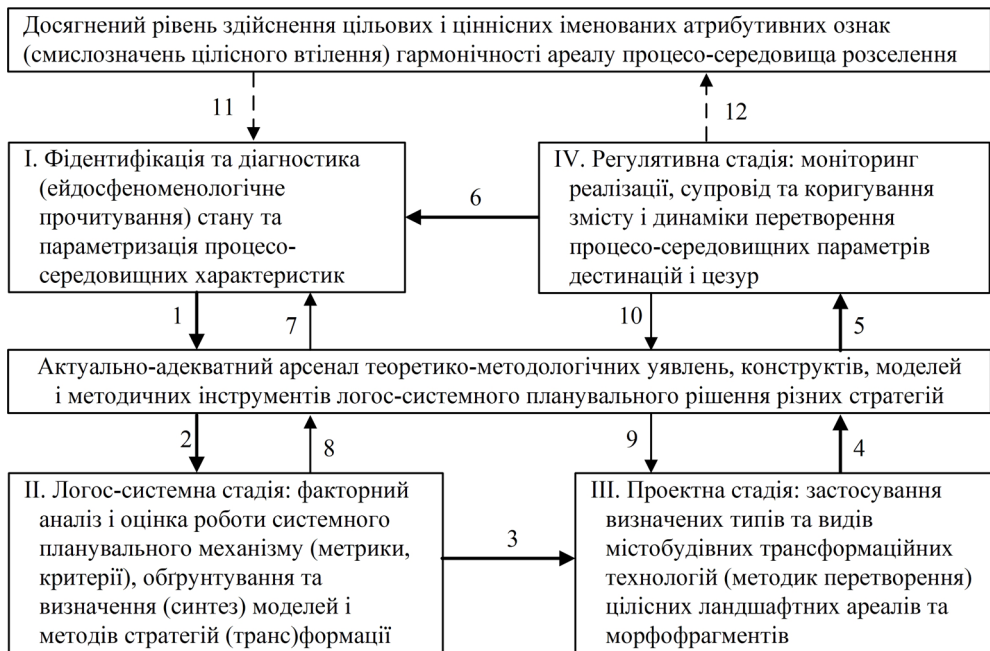 Досягнений рівень здійснення цільових і ціннісних іменованих атрибутивних ознак
(смислозначень цілісного втілення) гармонічності ареалу процесо-середовища розселення
11
12
I. Фідентифікація та діагностика
(ейдосфеноменологічне
прочитування) стану та
параметризація процесо-
середовищних характеристик
6
IV. Регулятивна стадія: моніторинг
реалізації, супровід та коригування
змісту і динаміки перетворення
процесо-середовищних параметрів
дестинацій і цезур
1
7
10
5
Актуально-адекватний арсенал теоретико-методологічних уявлень, конструктів, моделей
і методичних інструментів логос-системного планувального рішення різних стратегій
2
8
9
4
II. Логос-системна стадія: факторний
аналіз і оцінка роботи системного
планувального механізму (метрики,
критерії), обґрунтування та
визначення (синтез) моделей і
методів стратегій (транс)формації
3
III. Проектна стадія: застосування
визначених типів та видів
містобудівних трансформаційних
технологій (методик перетворення)
цілісних ландшафтних ареалів та
морфофрагментів